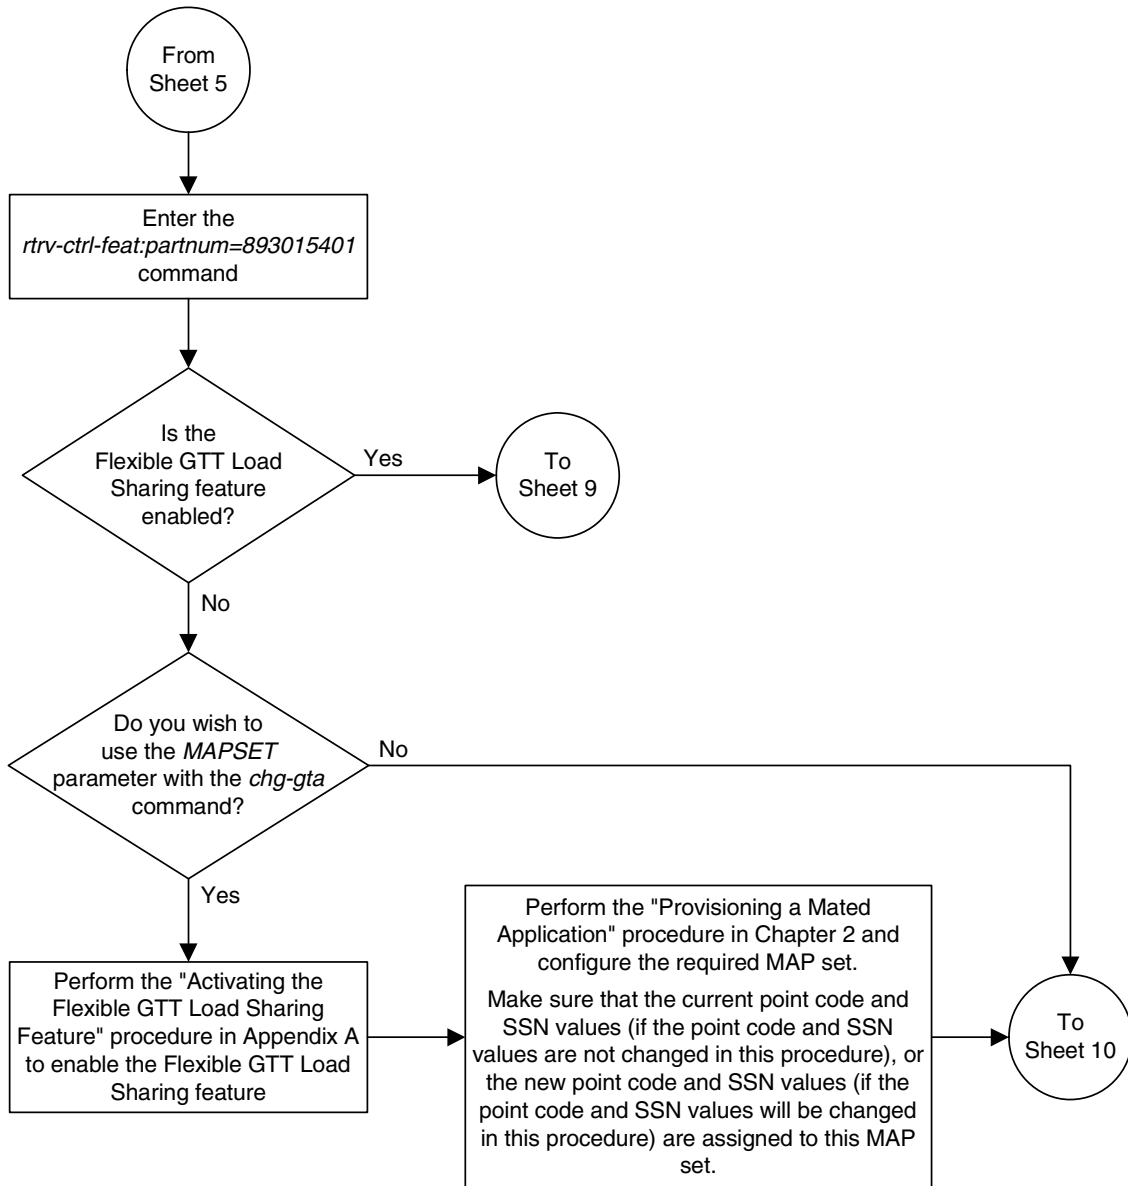 From
Sheet 5
Enter the
rtrv-ctrl-feat:partnum=893015401
command
Is the
Flexible GTT Load
Sharing feature
enabled?
Yes
To
Sheet 9
No
Do you wish to
use the MAPSET
parameter with the chg-gta
command?
No
Yes
Perform the "Activating the
Flexible GTT Load Sharing
Feature" procedure in Appendix A
to enable the Flexible GTT Load
Sharing feature
Perform the "Provisioning a Mated
Application" procedure in Chapter 2 and
configure the required MAP set.
Make sure that the current point code and
SSN values (if the point code and SSN
values are not changed in this procedure), or
the new point code and SSN values (if the
point code and SSN values will be changed
in this procedure) are assigned to this MAP
set.
To
Sheet 10